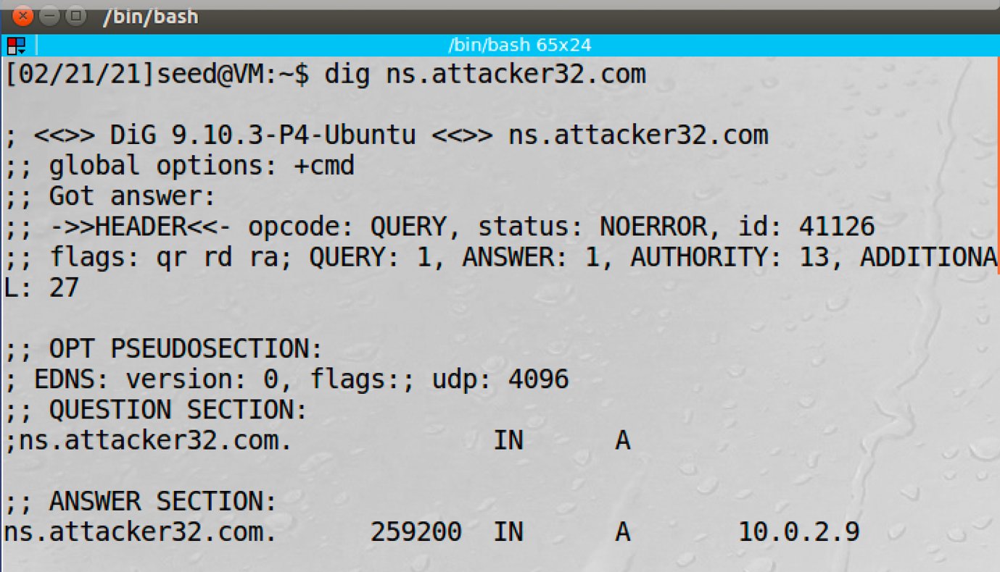 /bin/bash
/bin/bash 65x24
[02/21/21]seed@VM:~$ dig ns.attacker32.com
; <<>> DiG 9.10.3-P4-Ubuntu <<>> ns.attacker32.com
;; global options: +cmd
;; Got answer:
;; ->>HEADER<<- opcode: QUERY, status: NOERROR, id: 41126
;; flags: qr rd ra; QUERY: 1, ANSWER: 1, AUTHORITY: 13, ADDITIONA
L: 27
;; OPT PSEUDOSECTION:
; EDNS: version: 0, flags:; udp: 4096
;; QUESTION SECTION:
;ns.attacker32.com. IN A
;; ANSWER SECTION:
ns.attacker32.com. 259200 IN A 10.0.2.9